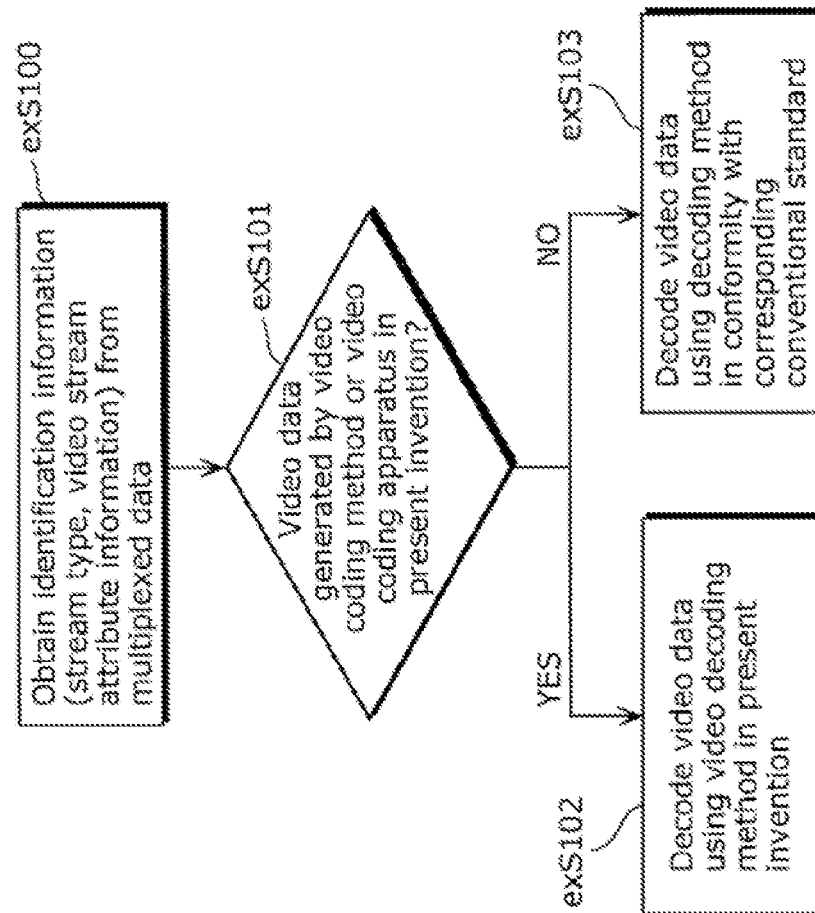 exS100
Obtain identification information
(stream type, video stream
attribute information) from
multiplexed data
exS101
Video data
generated by video
coding method or video
coding apparatus in
present invention?
YES
NO
exS102
Decode video data
using video decoding
method in present
invention
exS103
Decode video data
using decoding method
in conformity with
corresponding
conventional standard